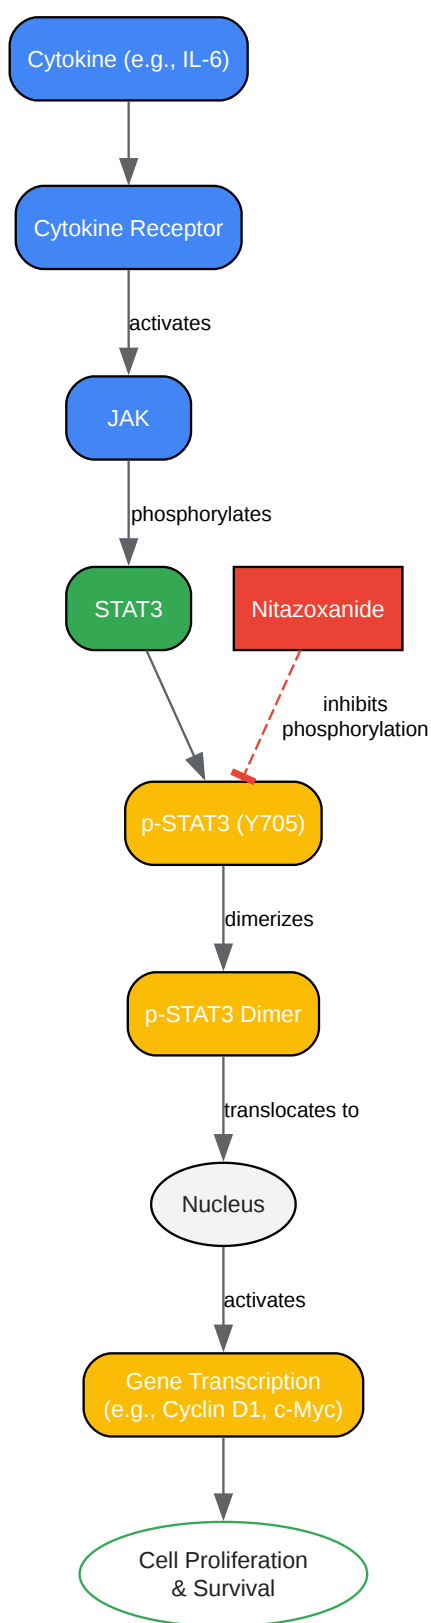 Cytokine (e.g., IL-6)
Cytokine Receptor
activates
JAK
phosphorylates
STAT3
Nitazoxanide
inhibits
phosphorylation
p-STAT3 (Y705)
dimerizes
p-STAT3 Dimer
translocates to
Nucleus
activates
Gene Transcription
(e.g., Cyclin D1, c-Myc)
Cell Proliferation
& Survival